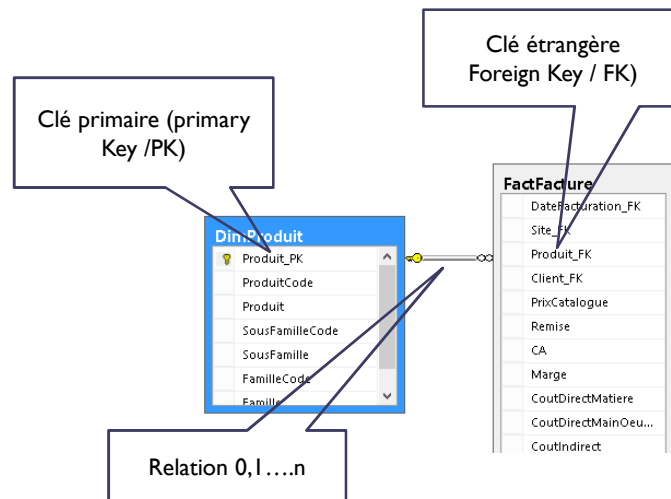 Clé étrangère
Foreign Key / FK)
Clé primaire (primary
Key /PK)
FactFacture
DateFacturation_FK
Site_FK
Produit_FK
Client_FK
PrixCatalogue
Remise
CA
Marge
CoutDirectMatiere
CoutDirectMainOeu...
CoutIndirect
DimProduit
Produit_PK
ProduitCode
Produit
SousFamilleCode
SousFamille
FamilleCode
Famille
Relation 0,1....n